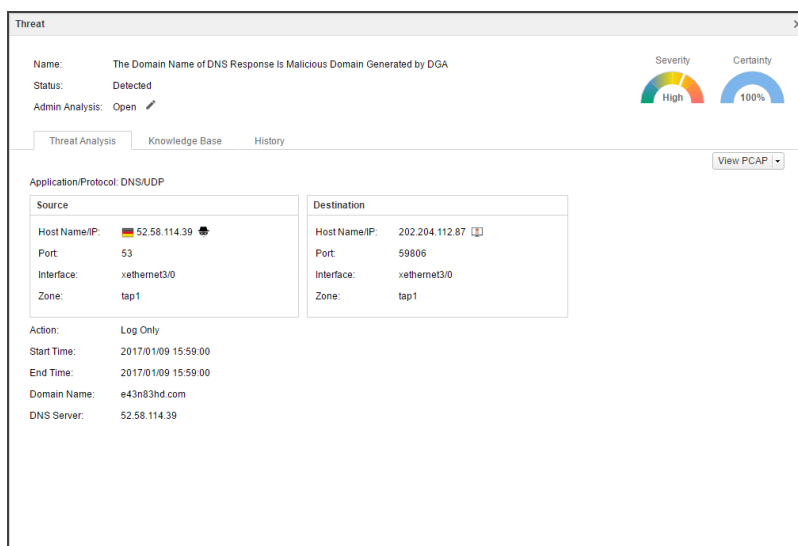 Threat
Name: The Domain Name of DNS Response Is Malicious Domain Generated by DGA
Status: Detected
Admin Analysis: Open
Severity
High
Certainty
100%
Threat Analysis Knowledge Base History
View PCAP
Application/Protocol: DNS/UDP
Source
Host Name/IP: 52.58.114.39
Port: 53
Interface: xethernet3/0
Zone: tap1
Destination
Host Name/IP: 202.204.112.87
Port: 59806
Interface: xethernet3/0
Zone: tap1
Action: Log Only
Start Time: 2017/01/09 15:59:00
End Time: 2017/01/09 15:59:00
Domain Name: e43n83hd.com
DNS Server: 52.58.114.39